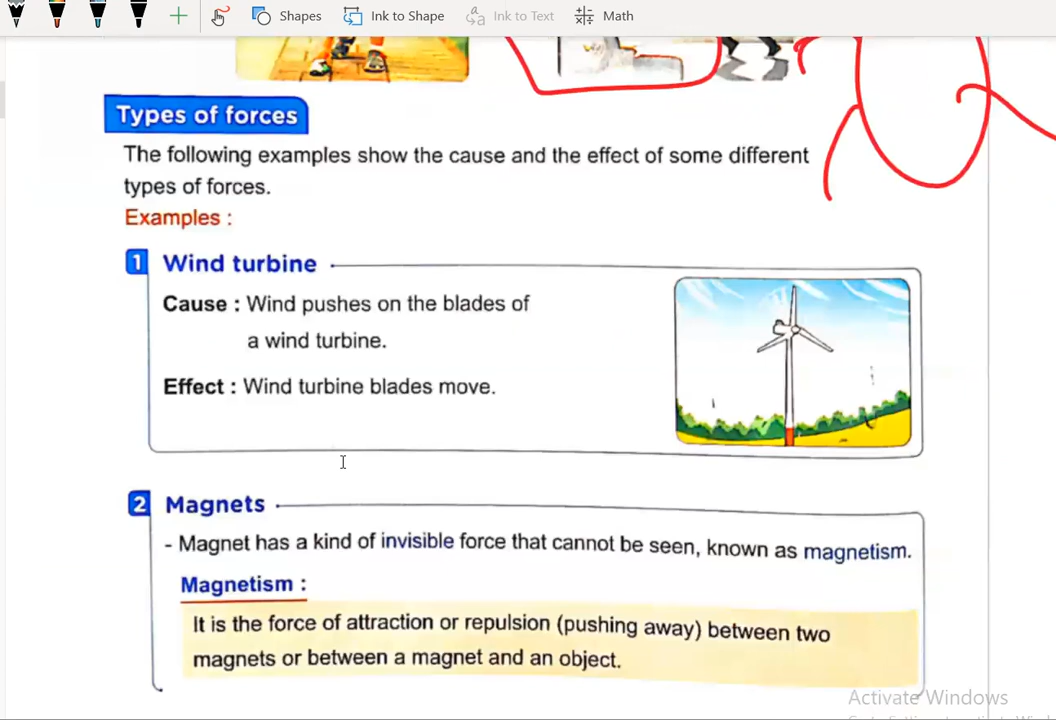 Shapes
Ink to Shape
Ink to Text
Math
Types of forces
The following examples show the cause and the effect of some different
types of forces.
Examples :
1 Wind turbine
Cause : Wind pushes on the blades of
a wind turbine.
Effect : Wind turbine blades move.
2 Magnets
- Magnet has a kind of invisible force that cannot be seen, known as magnetism.
Magnetism :
It is the force of attraction or repulsion (pushing away) between two
magnets or between a magnet and an object.
Activate Windows